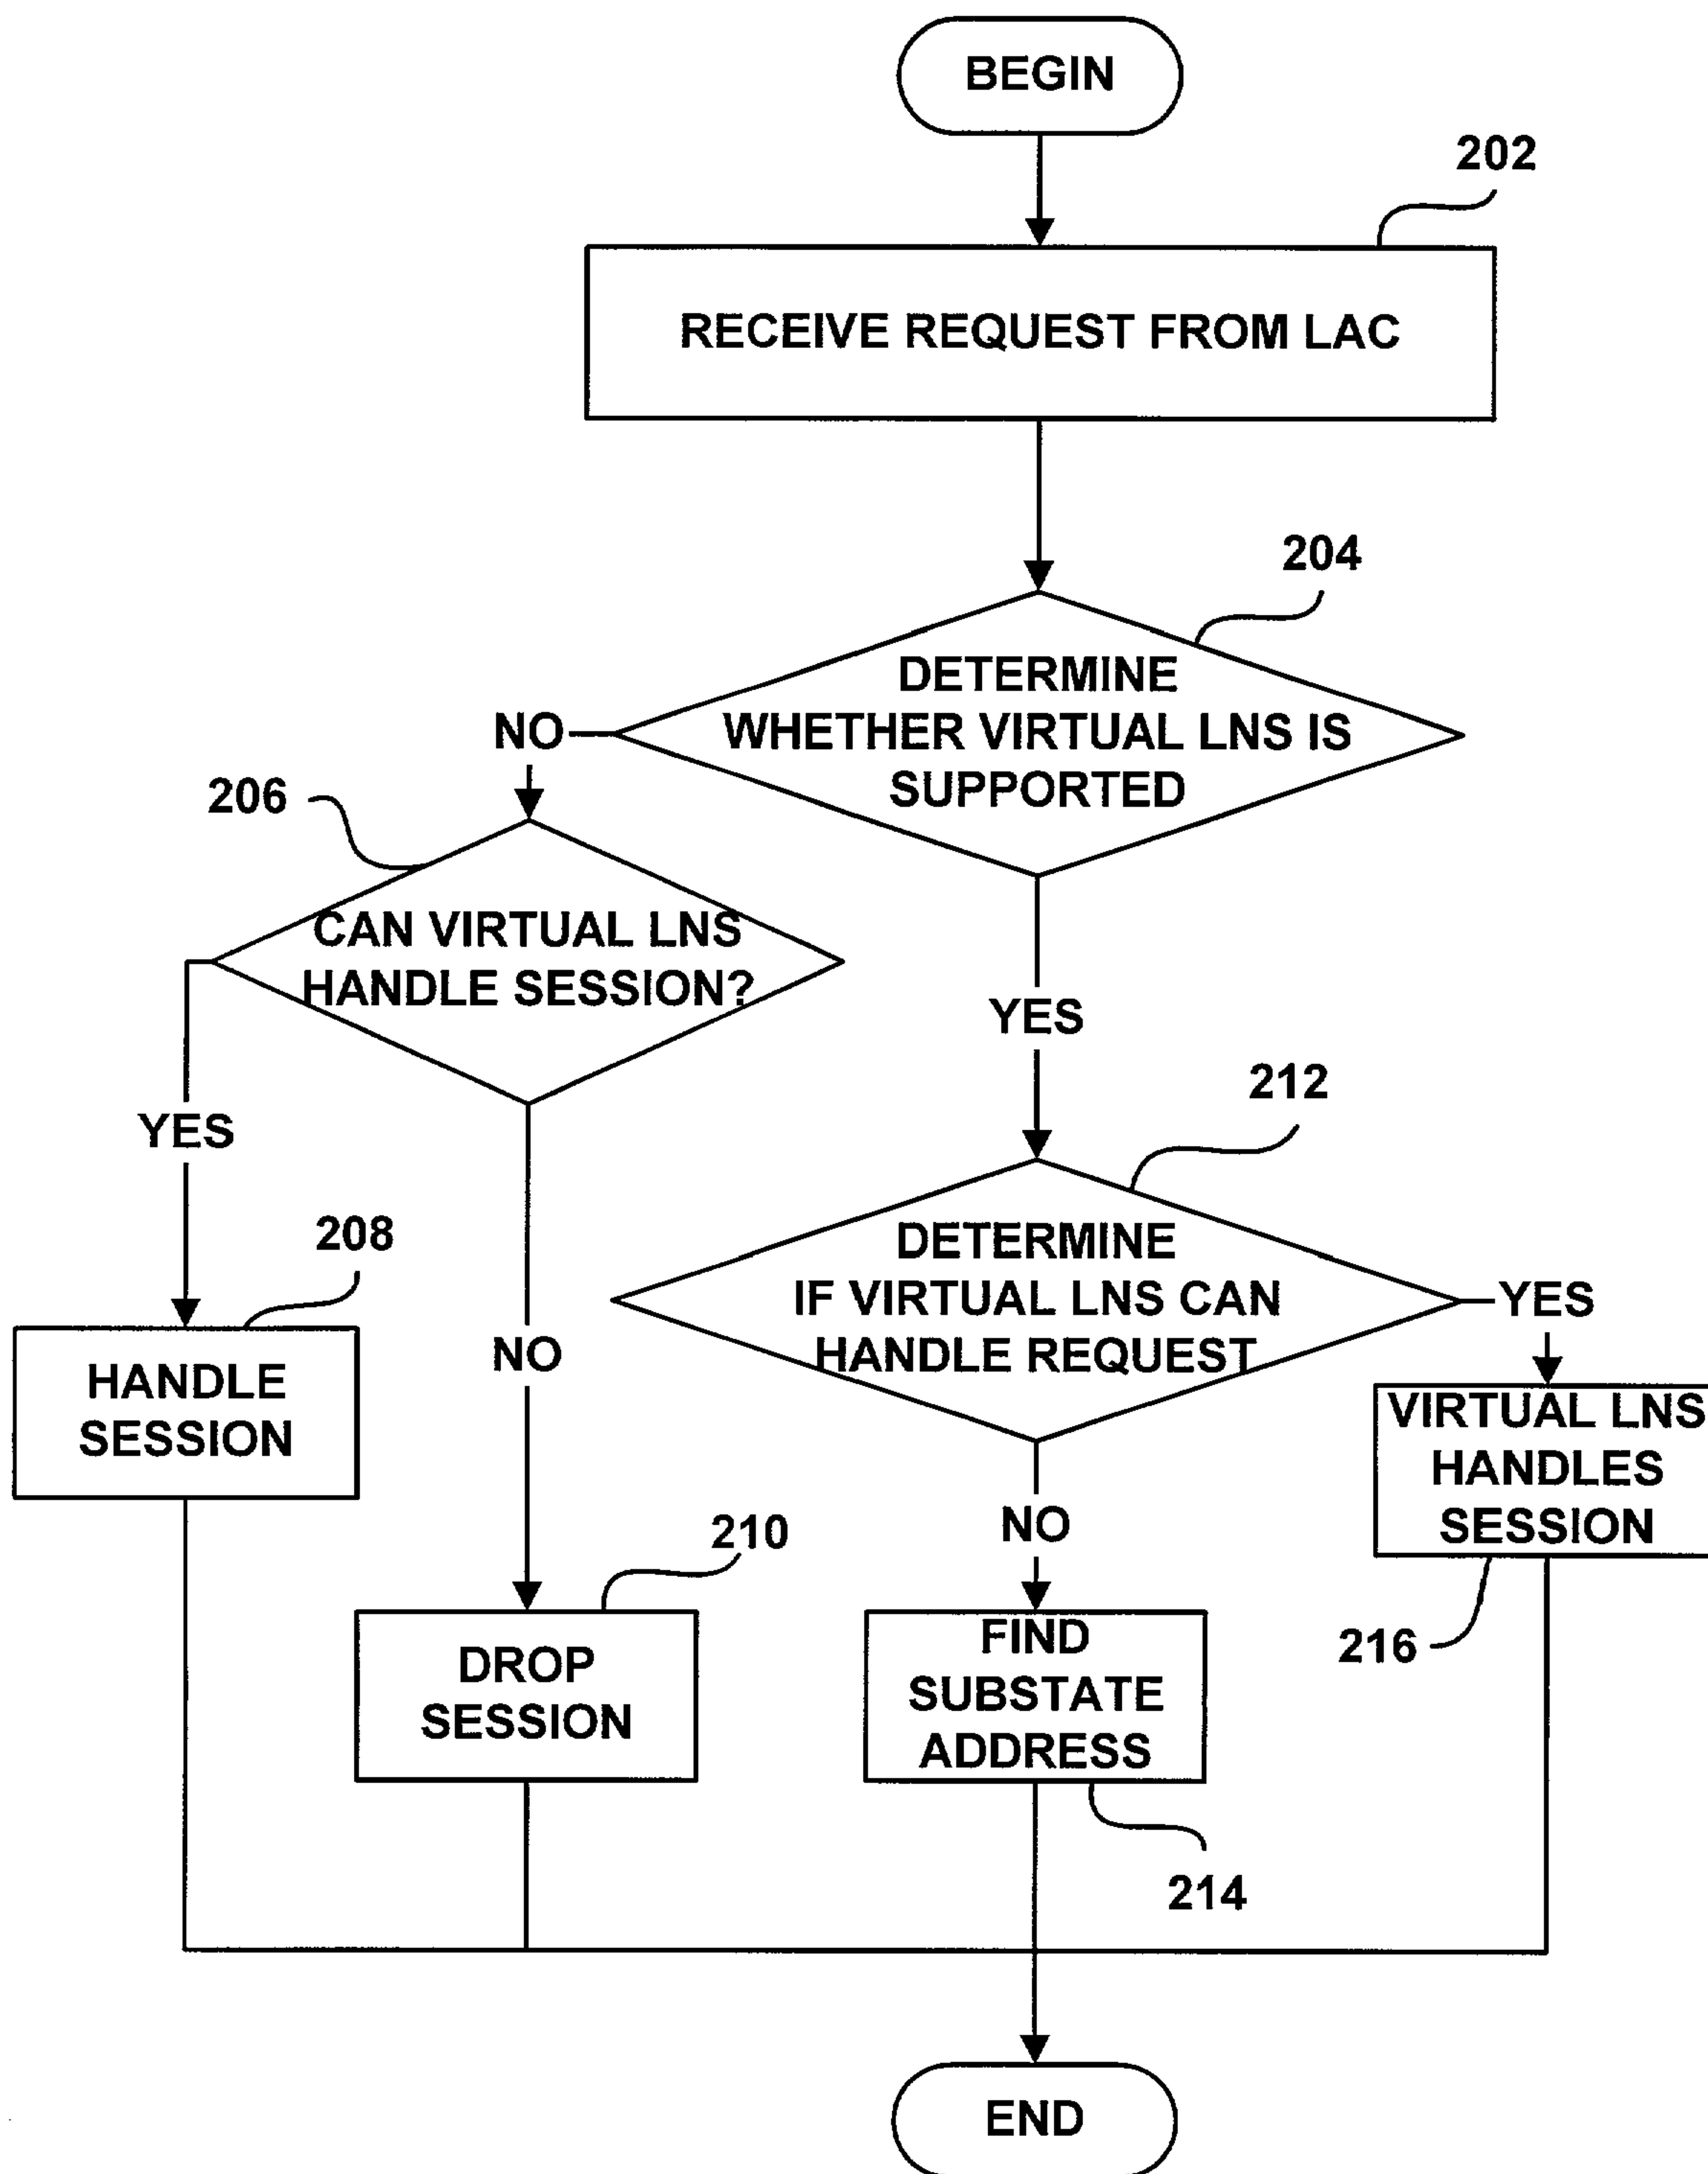 BEGIN
202
RECEIVE REQUEST FROM LAC
204
DETERMINE
WHETHER VIRTUAL LNS IS
SUPPORTED
NO
206
CAN VIRTUAL LNS
HANDLE SESSION?
YES
YES
212
DETERMINE
IF VIRTUAL LNS CAN
HANDLE REQUEST
YES
208
HANDLE
SESSION
NO
VIRTUAL LNS
HANDLES
SESSION
NO
210
216
DROP
SESSION
FIND
SUBSTATE
ADDRESS
214
END